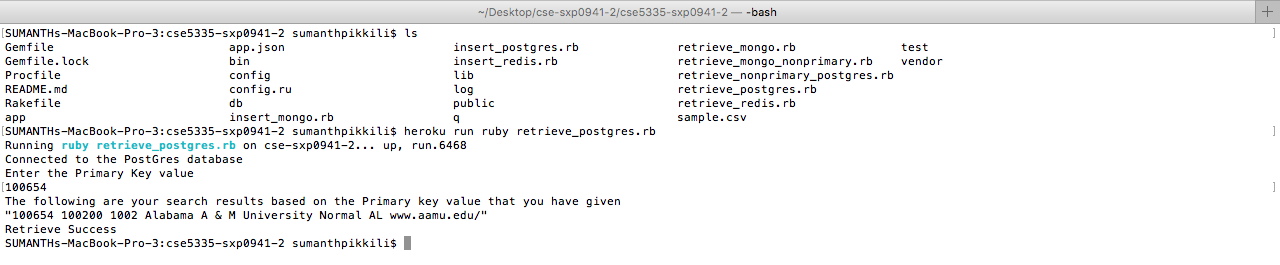 ~/Desktop/cse-sxp0941-2/cse5335-sxp0941-2 — -bash
[SUMANTHs-MacBook-Pro-3:cse5335-sxp0941-2 sumanthpikkili$ ls ]
Gemfile app.json insert_postgres.rb retrieve_mongo.rb test
Gemfile.lock bin insert_redis.rb retrieve_mongo_nonprimary.rb vendor
Procfile config lib retrieve_nonprimary_postgres.rb
README.md config.ru log retrieve_postgres.rb
Rakefile db public retrieve_redis.rb
app insert_mongo.rb q sample.csv
[SUMANTHs-MacBook-Pro-3:cse5335-sxp0941-2 sumanthpikkili$ heroku run ruby retrieve_postgres.rb ]
Running ruby retrieve_postgres.rb on cse-sxp0941-2... up, run.6468
Connected to the PostGres database
Enter the Primary Key value
[100654 ]
The following are your search results based on the Primary key value that you have given
"100654 100200 1002 Alabama A & M University Normal AL www.aamu.edu/"
Retrieve Success
SUMANTHs-MacBook-Pro-3:cse5335-sxp0941-2 sumanthpikkili$